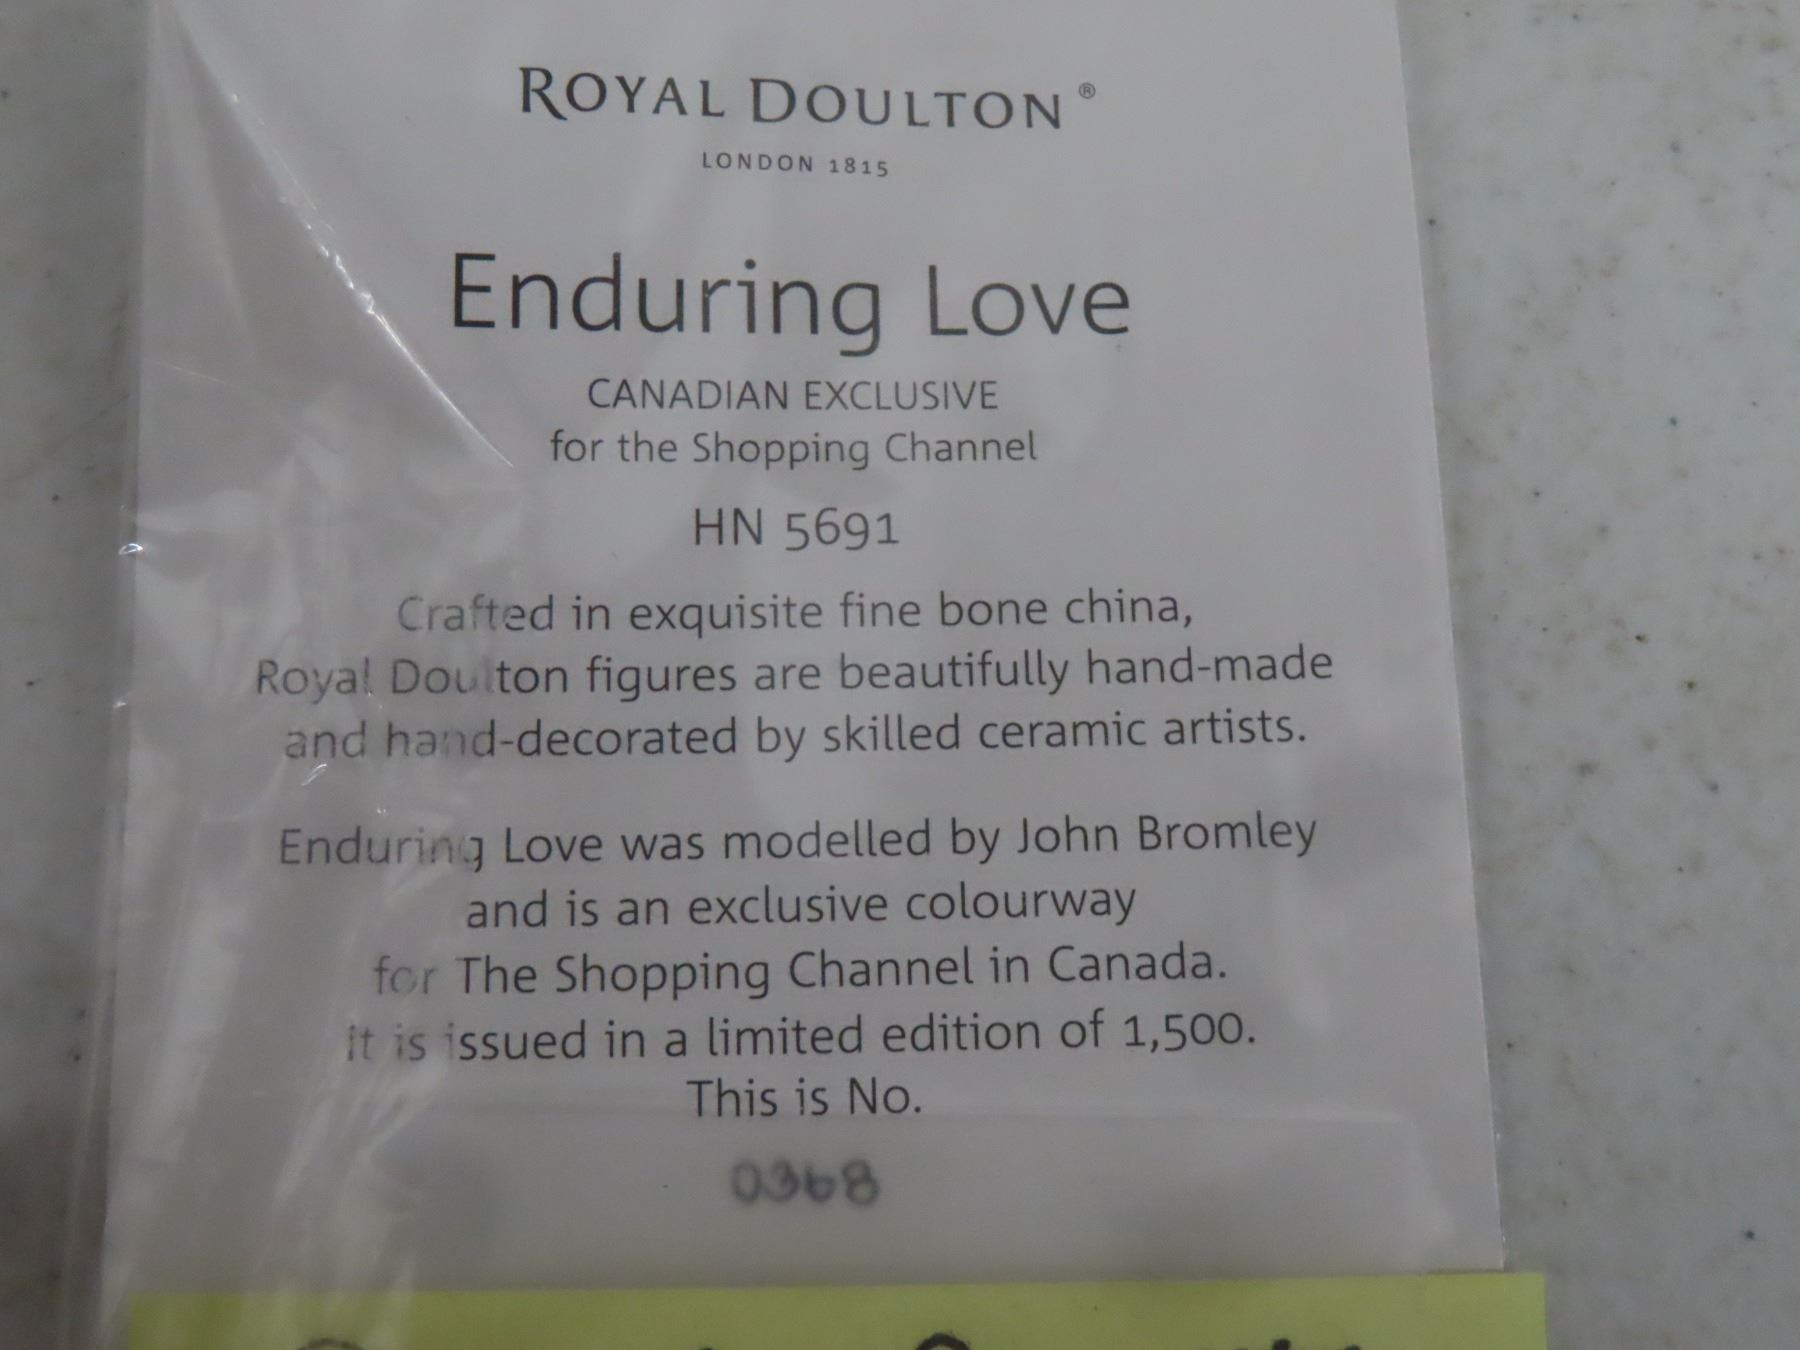 ROYAL DOULTON®
LONDON 1815
Enduring Love
CANADIAN EXCLUSIVE
for the Shopping Channel
HN 5691
Crafted in exquisite fine bone china,
Royal Doulton figures are beautifully hand-made
and hand-decorated by skilled ceramic artists.
Enduring Love was modelled by John Bromley
and is an exclusive colourway
for The Shopping Channel in Canada.
it is issued in a limited edition of 1,500.
This is No.
0368